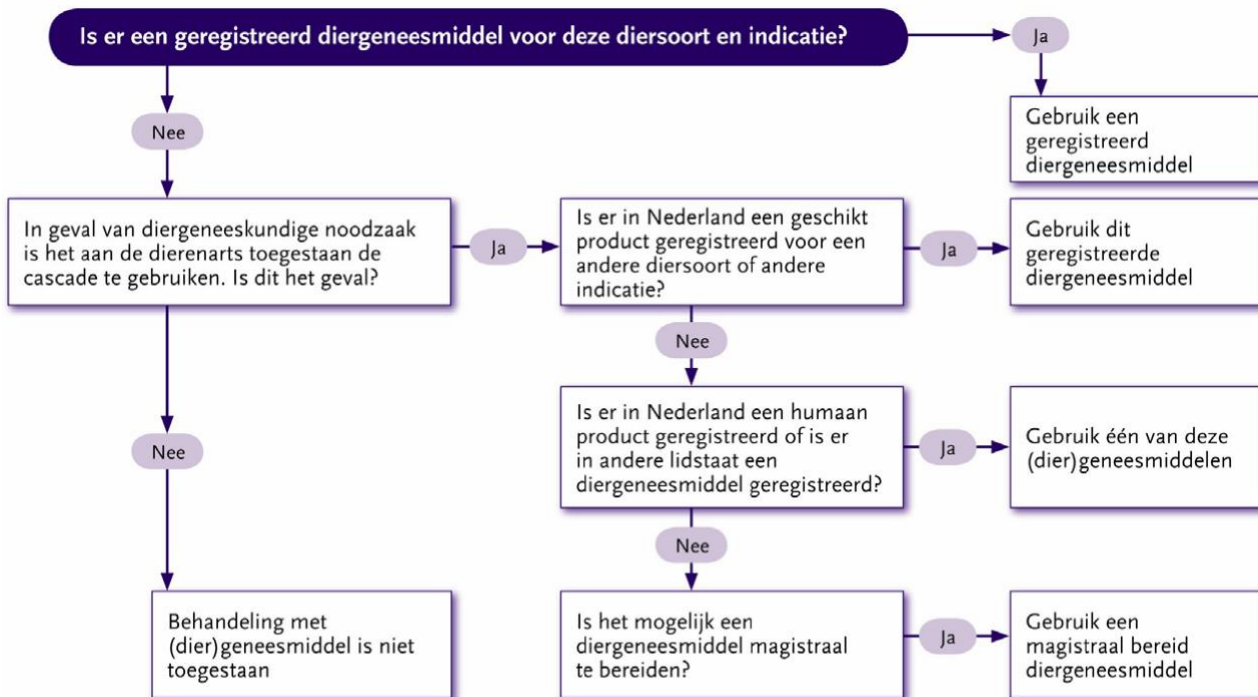 Is er een geregistreerd diergeneesmiddel voor deze diersoort en indicatie?
Ja
Nee
Gebruik een
geregistreerd
diergeneesmiddel
In geval van diergeneeskundige noodzaak
is het aan de dierenarts toegestaan de
cascade te gebruiken. Is dit het geval?
Ja
Is er in Nederland een geschikt
product geregistreerd voor een
andere diersoort of andere
indicatie?
Ja
Gebruik dit
geregistreerde
diergeneesmiddel
Nee
Is er in Nederland een humaan
product geregistreerd of is er
in andere lidstaat een
diergeneesmiddel geregistreerd?
Ja
Gebruik één van deze
(dier)geneesmiddelen
Nee
Nee
Behandeling met
(dier)geneesmiddel is niet
toegestaan
Is het mogelijk een
diergeneesmiddel magistraal
te bereiden?
Ja
Gebruik een
magistraal bereid
diergeneesmiddel